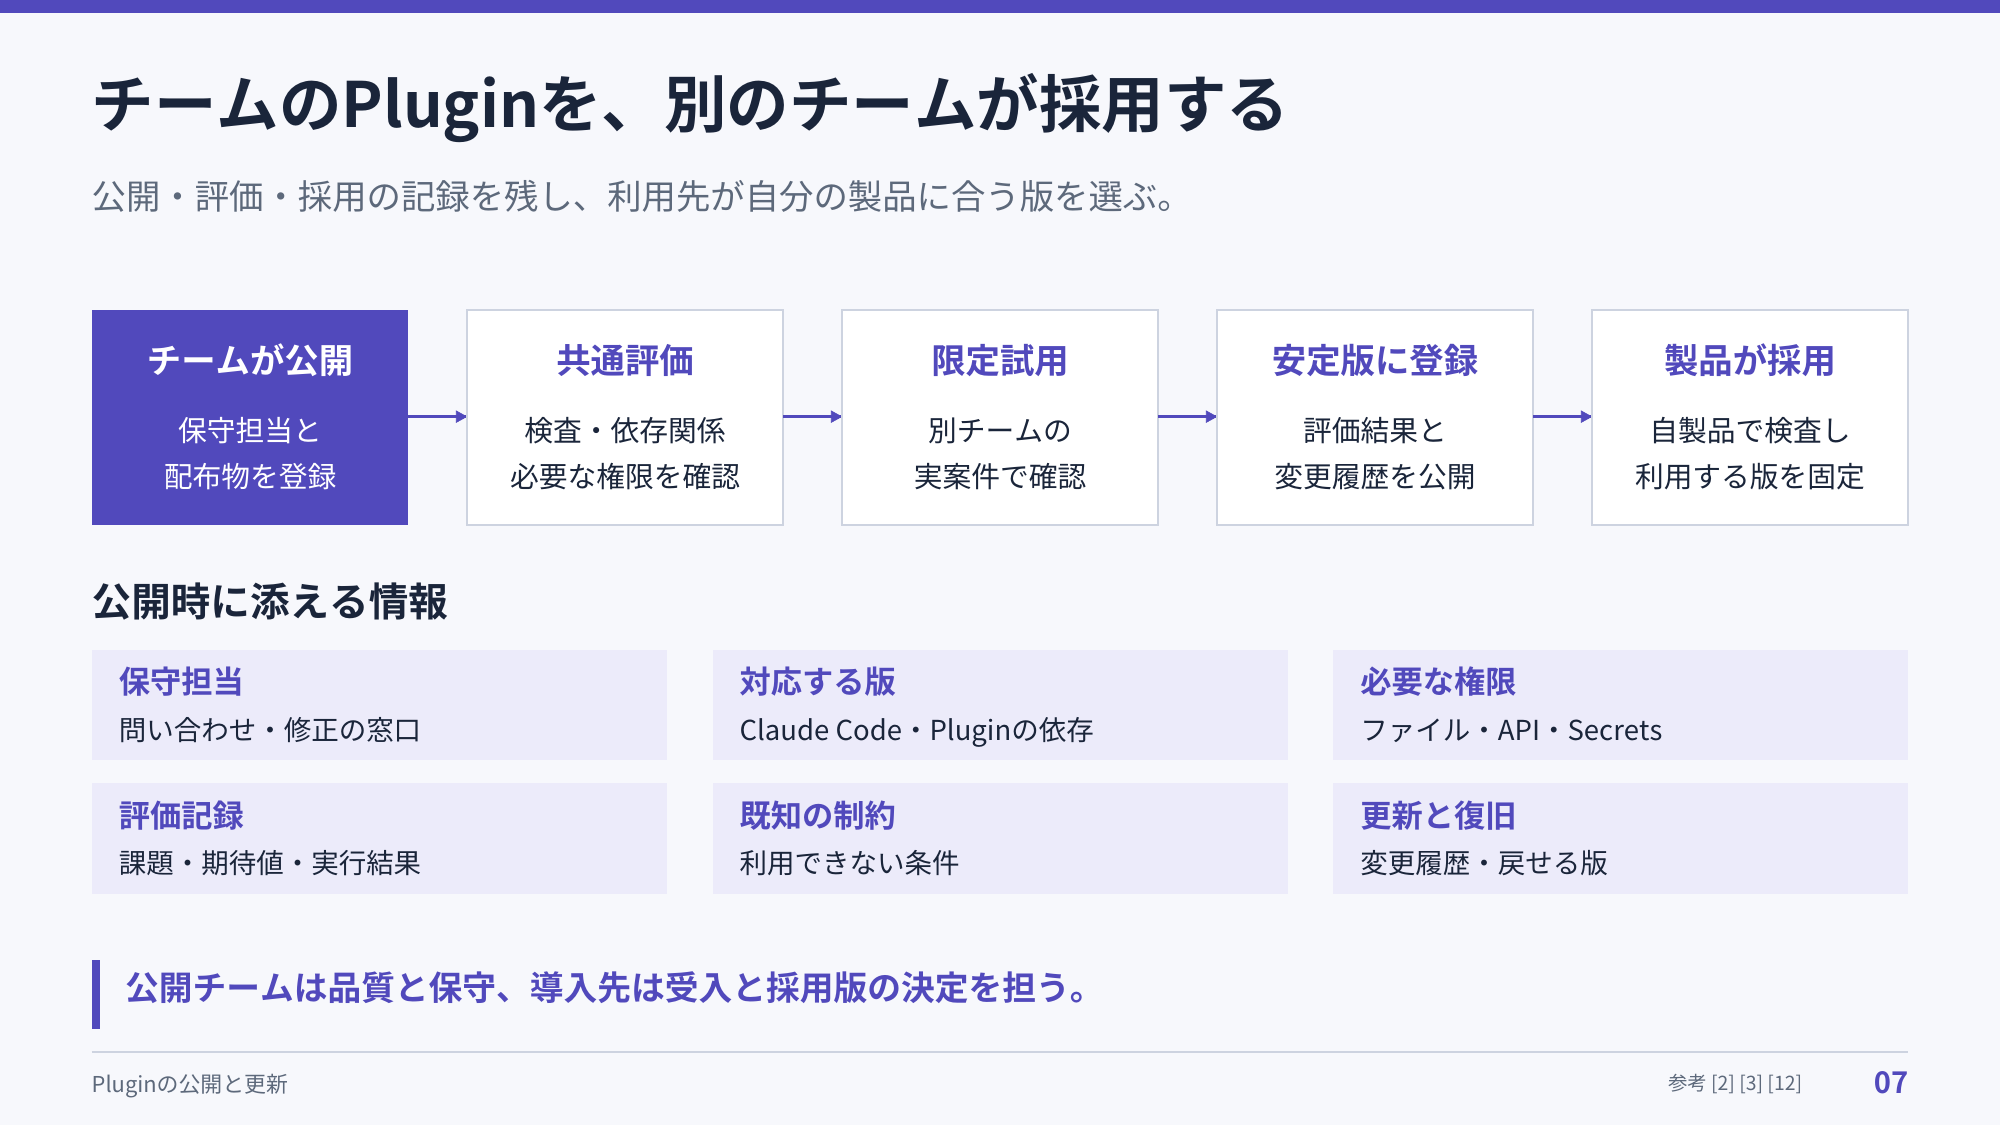 チームのPluginを、別のチームが採用する
公開・評価・採用の記録を残し、利用先が自分の製品に合う版を選ぶ。
チームが公開
保守担当と
配布物を登録
共通評価
検査・依存関係
必要な権限を確認
限定試用
別チームの
実案件で確認
安定版に登録
評価結果と
変更履歴を公開
製品が採用
自製品で検査し
利用する版を固定
公開時に添える情報
保守担当
問い合わせ・修正の窓口
対応する版
Claude Code・Pluginの依存
必要な権限
ファイル・API・Secrets
評価記録
課題・期待値・実行結果
既知の制約
利用できない条件
更新と復旧
変更履歴・戻せる版
公開チームは品質と保守、導入先は受入と採用版の決定を担う。
Pluginの公開と更新
参考 [2] [3] [12]
07